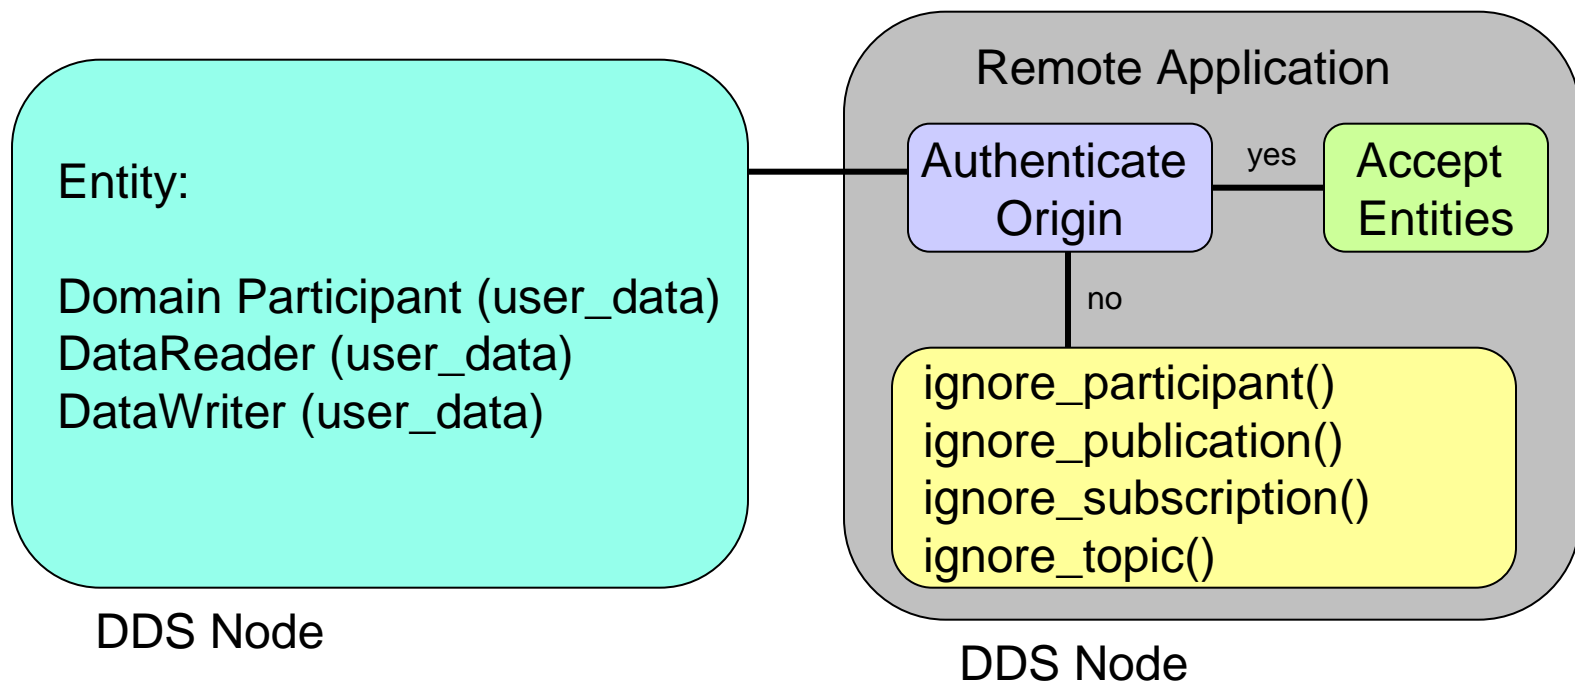 Entity:
Domain Participant (user_data)
DataReader (user_data)
DataWriter (user_data)
DDS Node
Remote Application
Authenticate
Origin
yes
Accept
Entities
no
ignore_participant()
ignore_publication()
ignore_subscription()
ignore_topic()
DDS Node